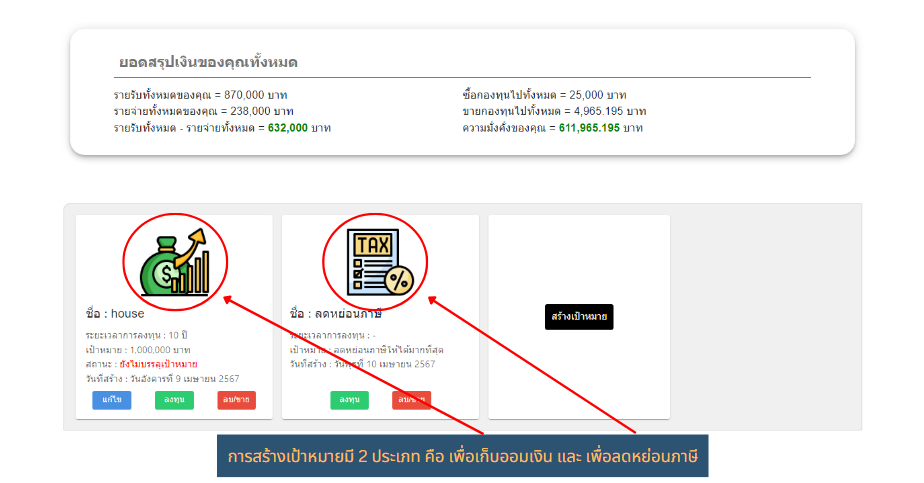 ยอดสรุปเงินของคุณทั้งหมด
รายรับทั้งหมดของคุณ = 870,000 บาท
รายจ่ายทั้งหมดของคุณ = 238,000 บาท
รายรับทั้งหมด - รายจ่ายทั้งหมด = 632,000 บาท
ซื้อกองทุนไปทั้งหมด = 25,000 บาท
ขายกองทุนไปทั้งหมด = 4,965.195 บาท
ความมั่งคั่งของคุณ = 611,965.195 บาท
ชื่อ : house
ระยะเวลาการลงทุน : 10 ปี
เป้าหมาย : 1,000,000 บาท
สถานะ : ยังไม่บรรลุเป้าหมาย
วันที่สร้าง : วันอังคารที่ 9 เมษายน 2567
แก้ไข ลงทุน ลบ/ขาย
TAX
ชื่อ : ลดหย่อนภาษี
ระยะเวลาการลงทุน : -
เป้าหมาย : ลดหย่อนภาษีให้ได้มากที่สุด
วันที่สร้าง : วันพุธที่ 10 เมษายน 2567
ลงทุน ลบ/ขาย
สร้างเป้าหมาย
การสร้างเป้าหมายมี 2 ประเภท คือ เพื่อเก็บออมเงิน และ เพื่อลดหย่อนภาษี